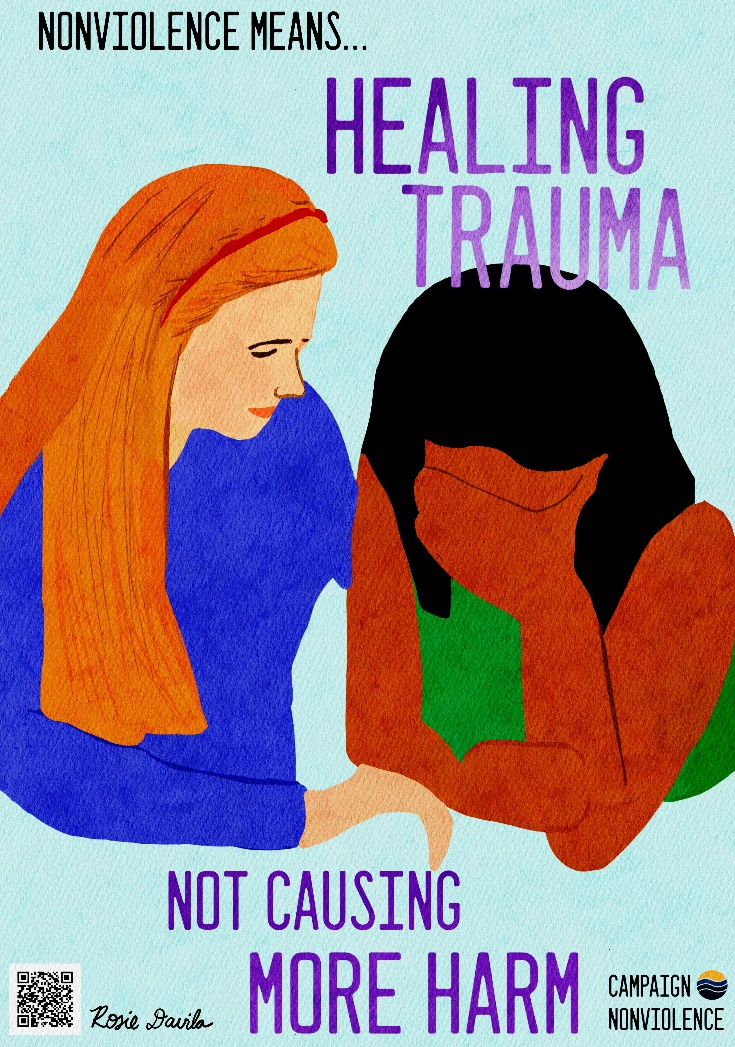 NONVIOLENCE MEANS...
HEALING
TRAUMA
NOT CAUSING
MORE HARM
Rosie Davila
CAMPAIGN
NONVIOLENCE